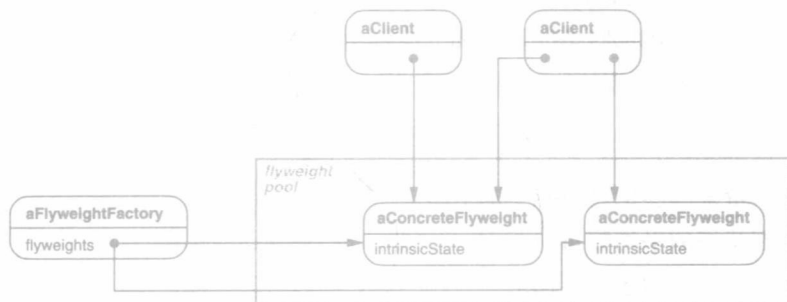 aClient
aClient
flyweight
pool
aFlyweightFactory
flyweights
aConcreteFlyweight
intrinsicState
aConcreteFlyweight
intrinsicState